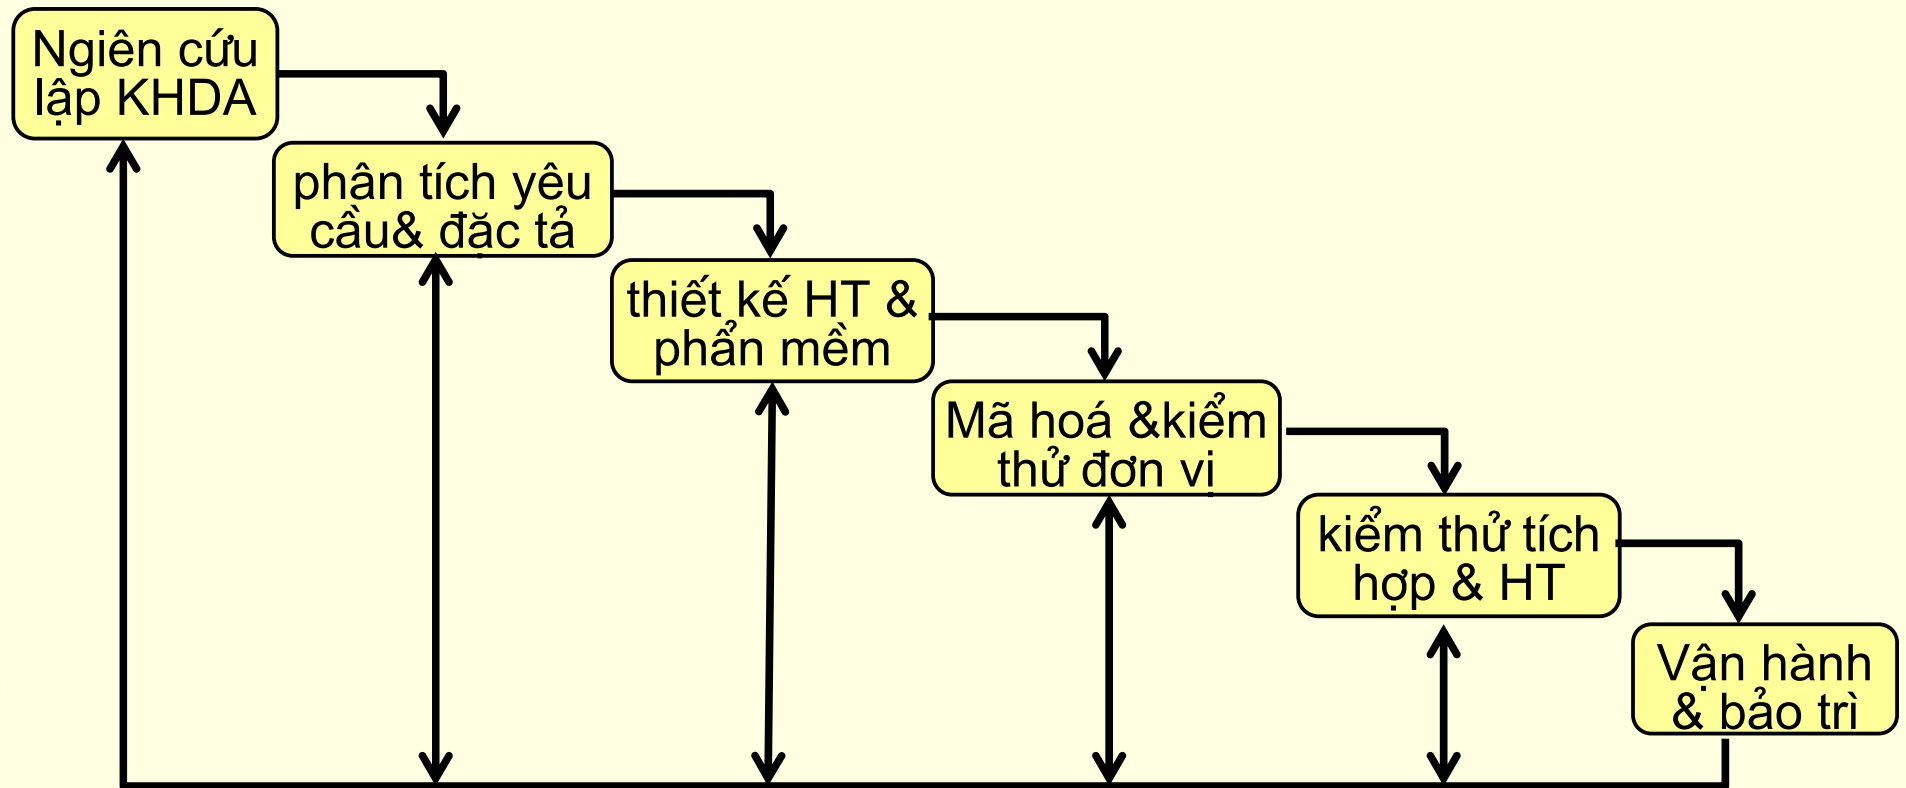 Ngiên cứu
lập KHDA
phân tích yêu
cầu& đặc tả
thiết kế HT &
phẩn mềm
Mã hoá &kiểm
thử đơn vị
kiểm thử tích
hợp & HT
Vận hành
& bảo trì